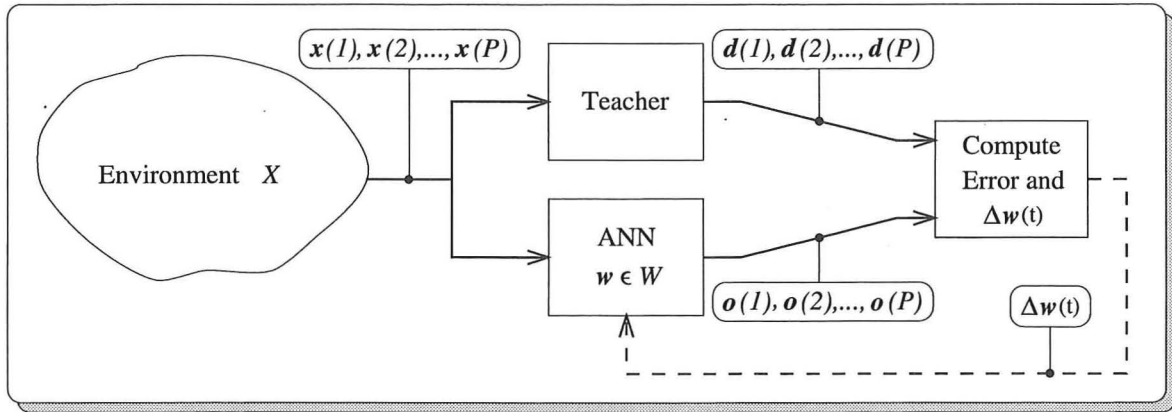 x(1), x(2),..., x(P)
d(1), d(2),..., d(P)
Teacher
Environment X
Compute
Error and
Δw(t)
ANN
w ϵ W
o(1), o(2),..., o(P)
Δw(t)